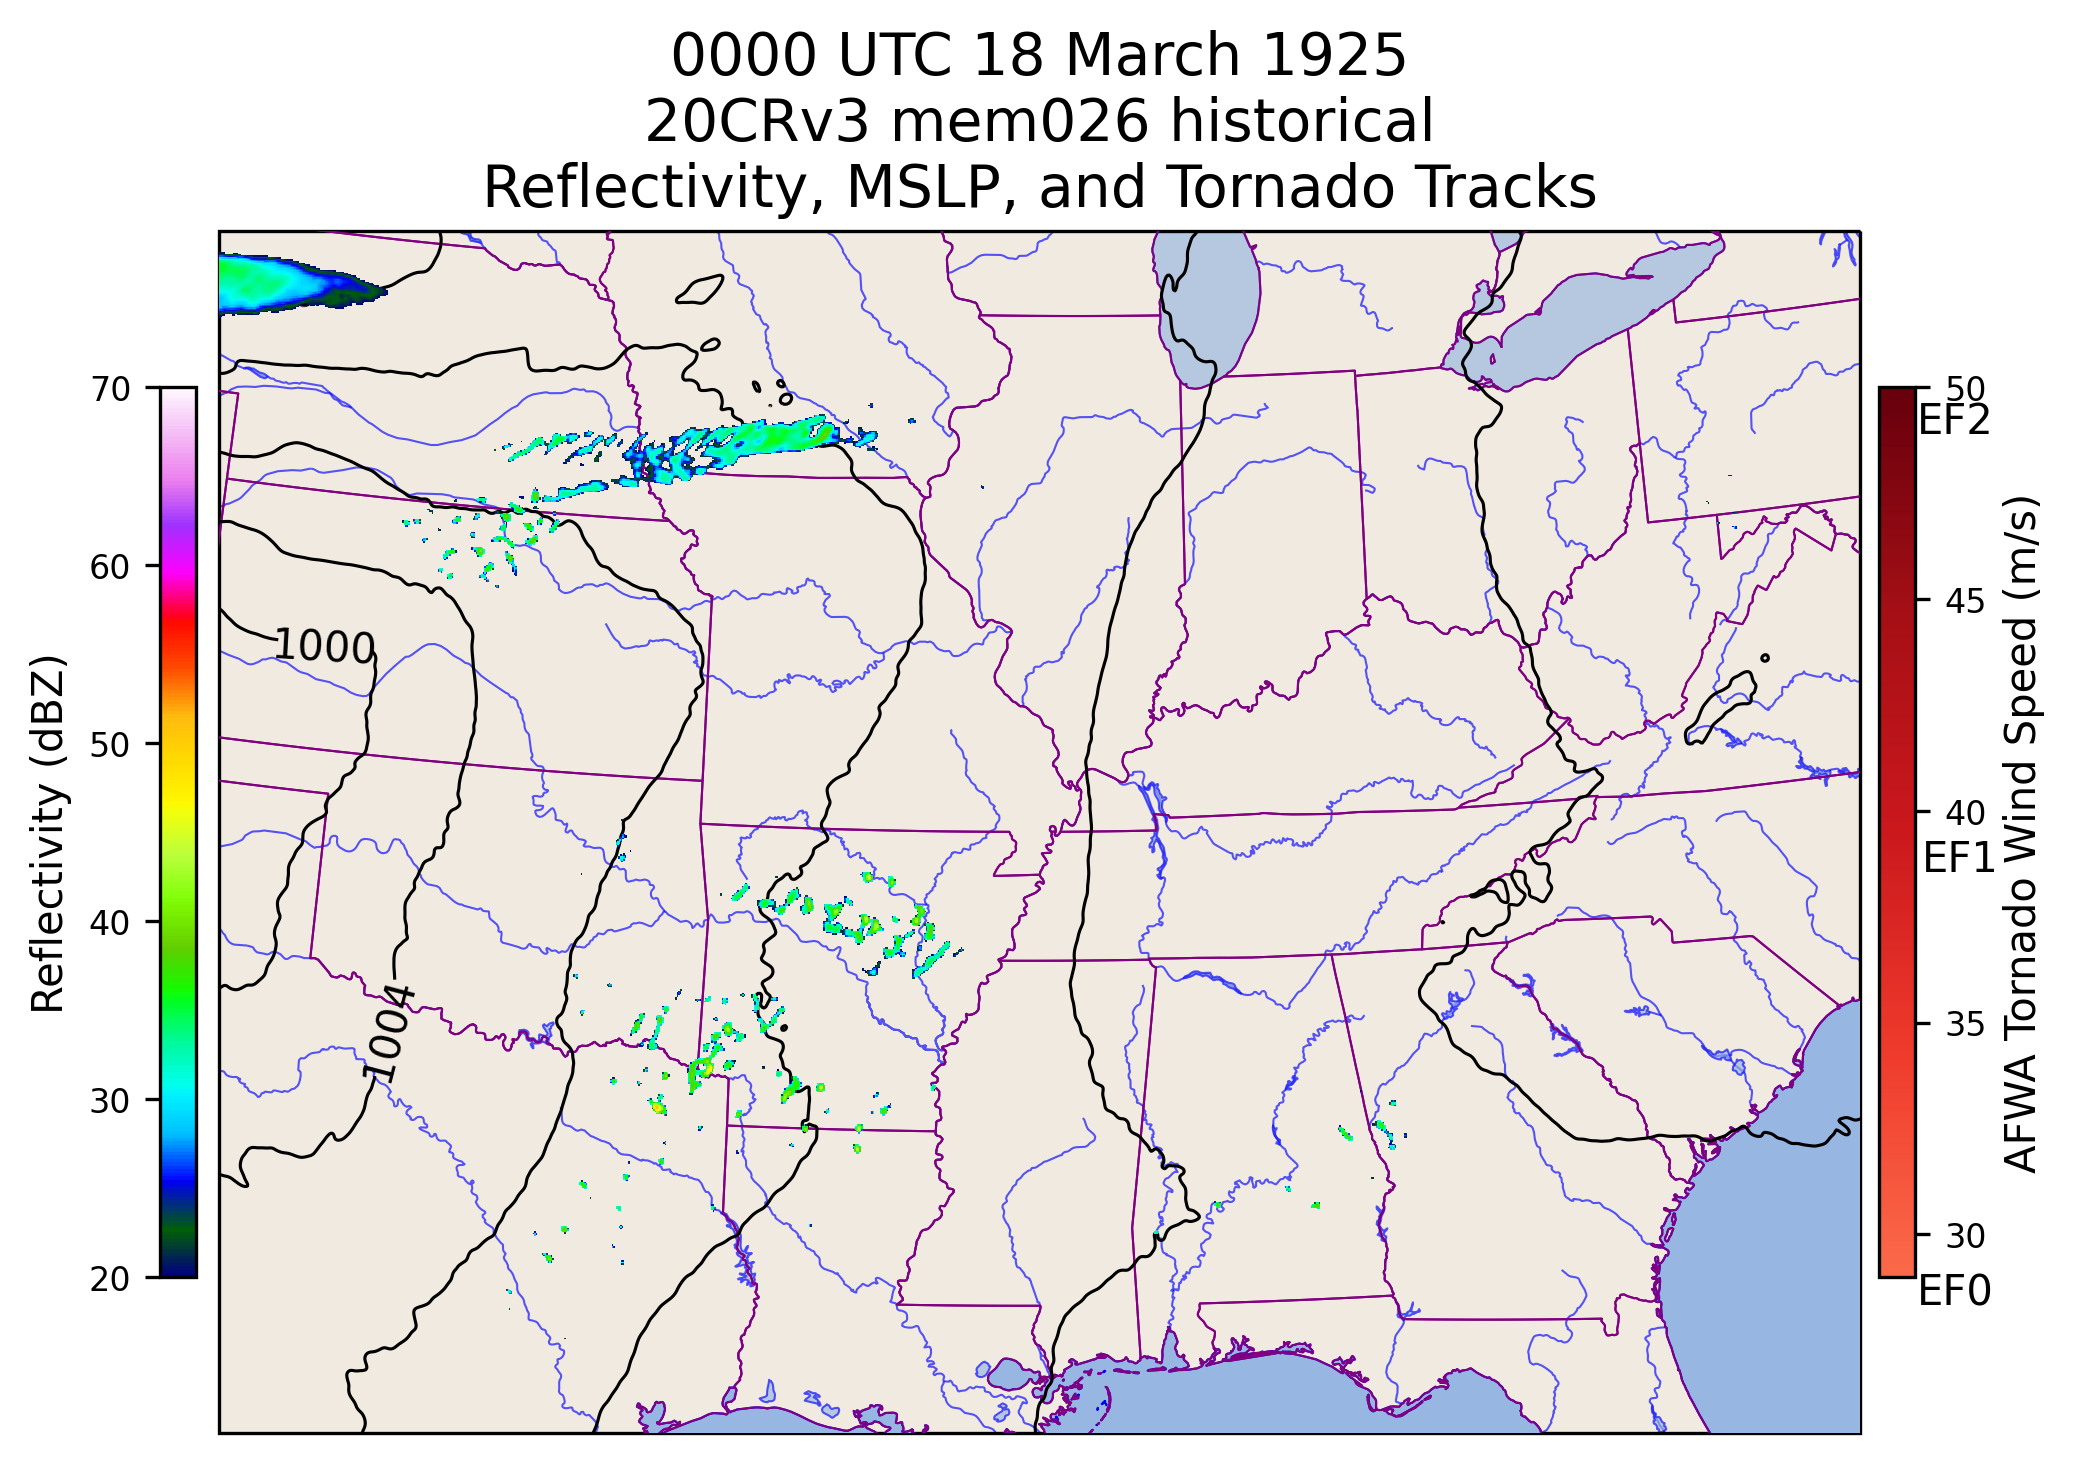 0000 UTC 18 March 1925
20CRv3 mem026 historical
Reflectivity, MSLP, and Tornado Tracks
Reflectivity (dBZ)
70
60
50
40
30
20
1000
1004
50
EF2
45
40
EF1
35
30
EF0
AFWA Tornado Wind Speed (m/s)